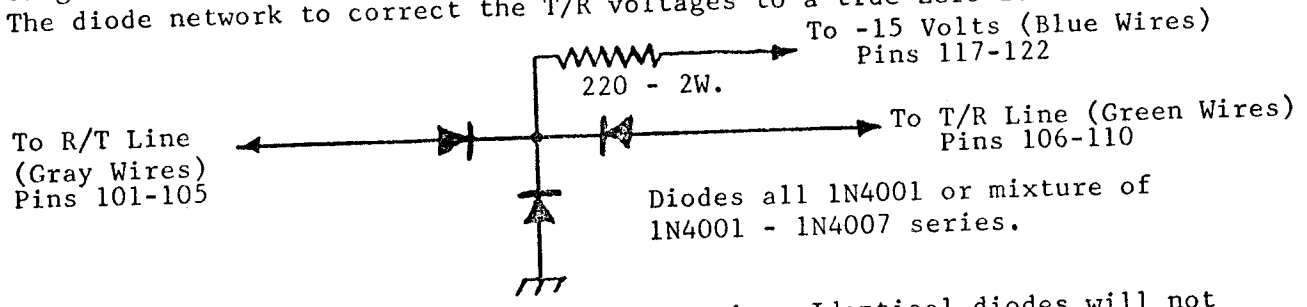 The diode network to correct the T/R voltages to a true
To -15 Volts (Blue Wires)
Pins 117-122
220 - 2W.
To R/T Line
(Gray Wires)
Pins 101-105
To T/R Line (Green Wires)
Pins 106-110
Diodes all 1N4001 or mixture of
1N4001 - 1N4007 series.
Identical diodes will not